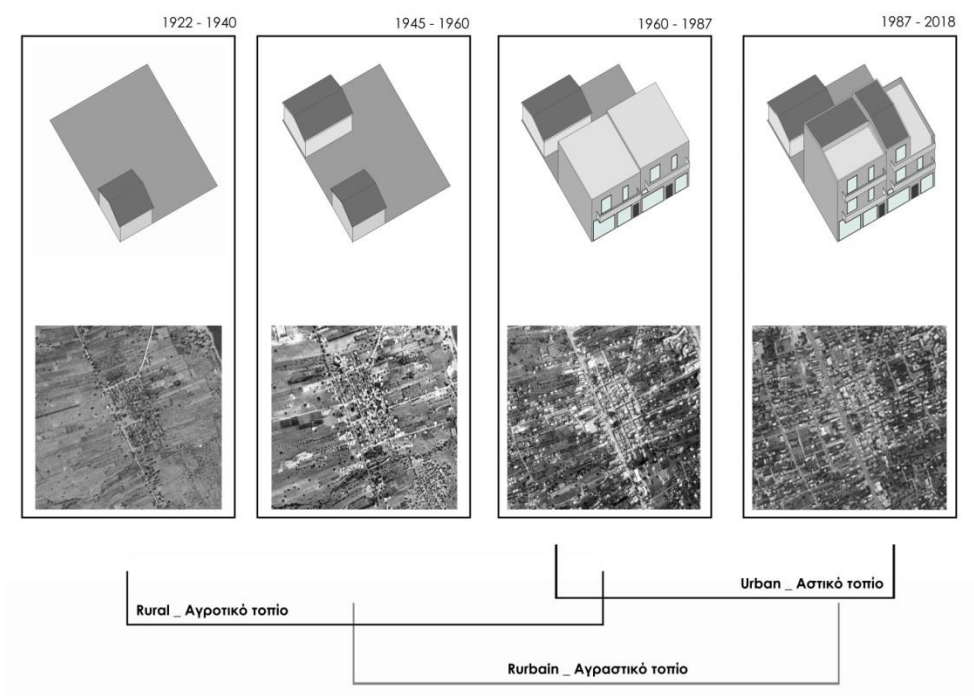 1922 - 1940
1945 - 1960
1960 - 1987
1987 - 2018
Urban _ Αστικό τοπίο
Rural _ Αγροτικό τοπίο
Rurbain _ Αγραστικό τοπίο